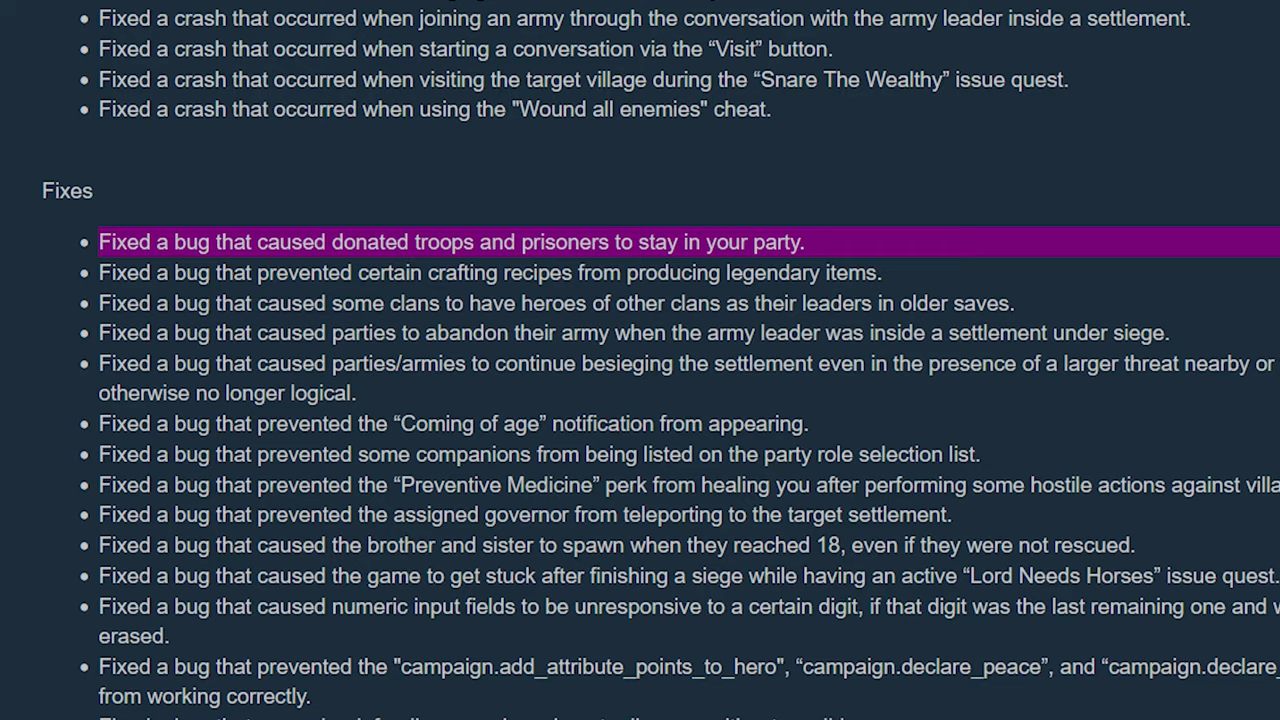 Fixed a crash that occurred when joining an army through the conversation with the army leader inside a settlement.
Fixed a crash that occurred when starting a conversation via the “Visit” button.
Fixed a crash that occurred when visiting the target village during the “Snare The Wealthy” issue quest.
Fixed a crash that occurred when using the "Wound all enemies" cheat.
Fixes
Fixed a bug that caused donated troops and prisoners to stay in your party.
Fixed a bug that prevented certain crafting recipes from producing legendary items.
Fixed a bug that caused some clans to have heroes of other clans as their leaders in older saves.
Fixed a bug that caused parties to abandon their army when the army leader was inside a settlement under siege.
Fixed a bug that caused parties/armies to continue besieging the settlement even in the presence of a larger threat nearby or
otherwise no longer logical.
Fixed a bug that prevented the “Coming of age” notification from appearing.
Fixed a bug that prevented some companions from being listed on the party role selection list.
Fixed a bug that prevented the “Preventive Medicine” perk from healing you after performing some hostile actions against villa
Fixed a bug that prevented the assigned governor from teleporting to the target settlement.
Fixed a bug that caused the brother and sister to spawn when they reached 18, even if they were not rescued.
Fixed a bug that caused the game to get stuck after finishing a siege while having an active “Lord Needs Horses” issue quest.
Fixed a bug that caused numeric input fields to be unresponsive to a certain digit, if that digit was the last remaining one and
erased.
Fixed a bug that prevented the "campaign.add_attribute_points_to_hero", “campaign.declare_peace”, and “campaign.declare_
from working correctly.